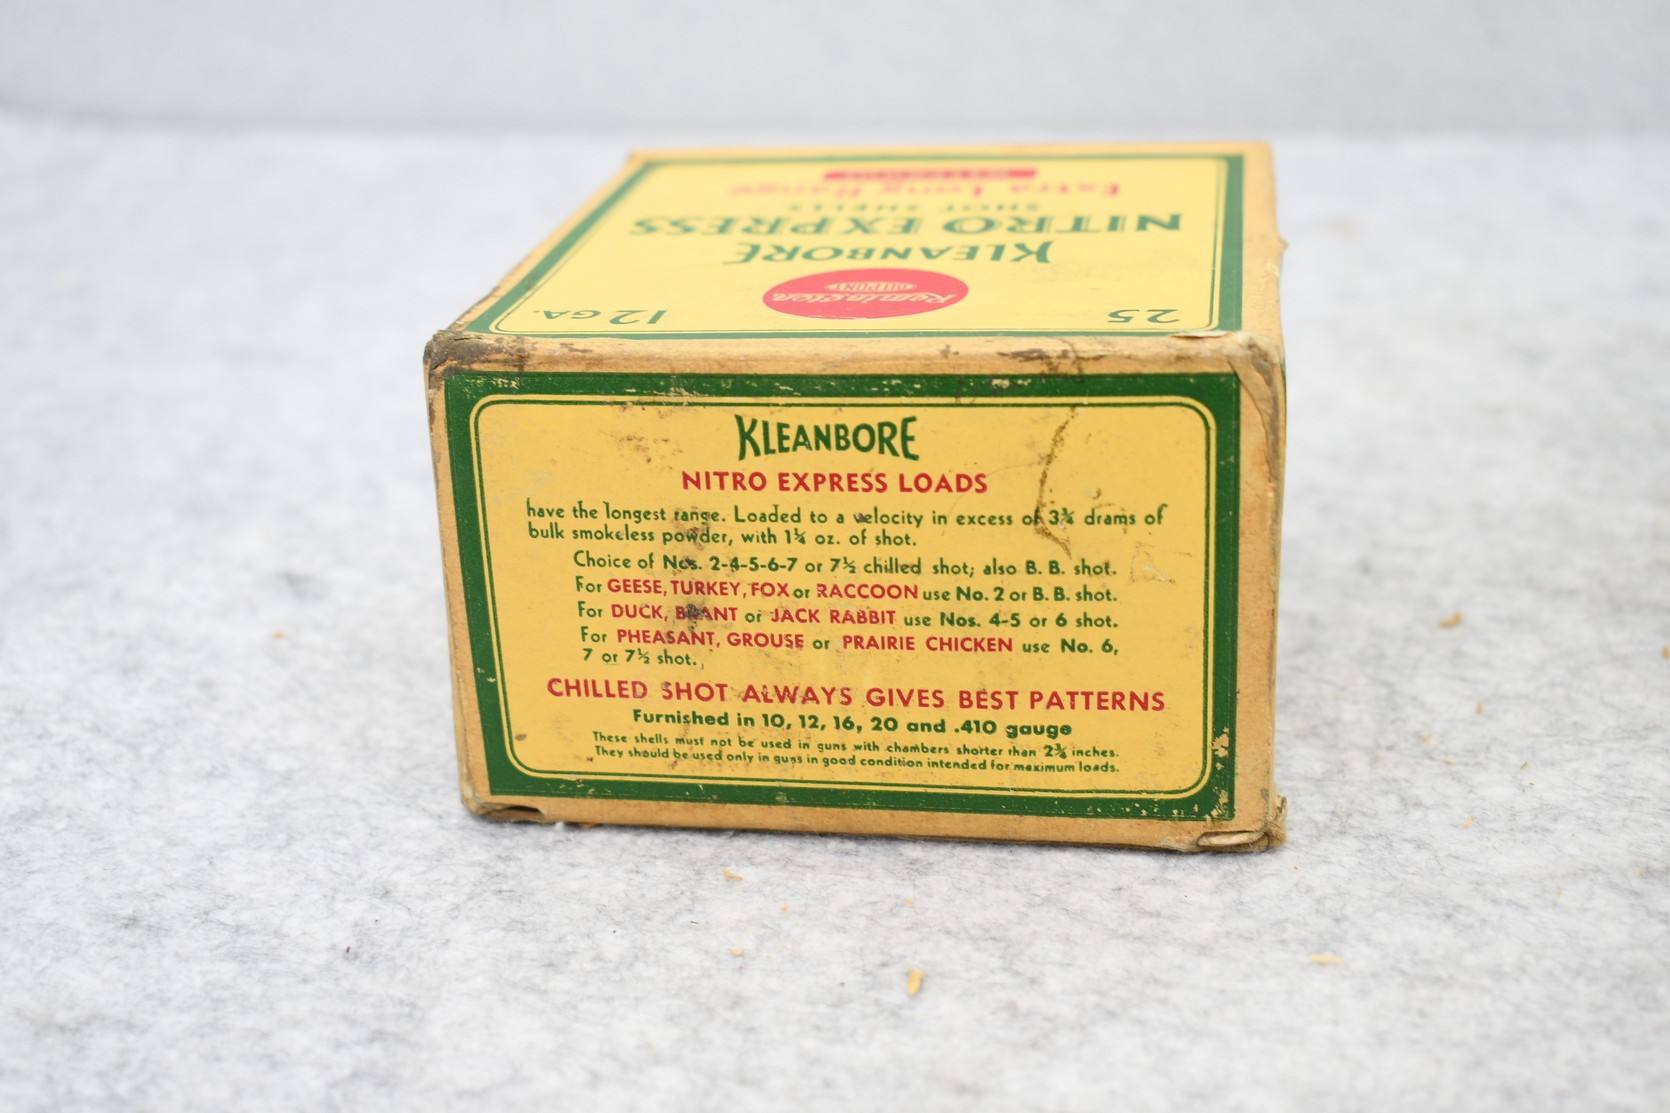 Extra Long Range
SHOT SHELLS
NITRO EXPRESS
KLEANBORE
Remington
DUPONT
25 12 GA.
KLEANBORE
NITRO EXPRESS LOADS
have the longest range. Loaded to a velocity in excess of 3¾ drams of
bulk smokeless powder, with 1¼ oz. of shot.
Choice of Nos. 2-4-5-6-7 or 7½ chilled shot; also B. B. shot.
For GEESE, TURKEY, FOX or RACCOON use No. 2 or B. B. shot.
For DUCK, BRANT or JACK RABBIT use Nos. 4-5 or 6 shot.
For PHEASANT, GROUSE or PRAIRIE CHICKEN use No. 6,
7 or 7½ shot.
CHILLED SHOT ALWAYS GIVES BEST PATTERNS
Furnished in 10, 12, 16, 20 and .410 gauge
These shells must not be used in guns with chambers shorter than 2¾ inches.
They should be used only in guns in good condition intended for maximum loads.